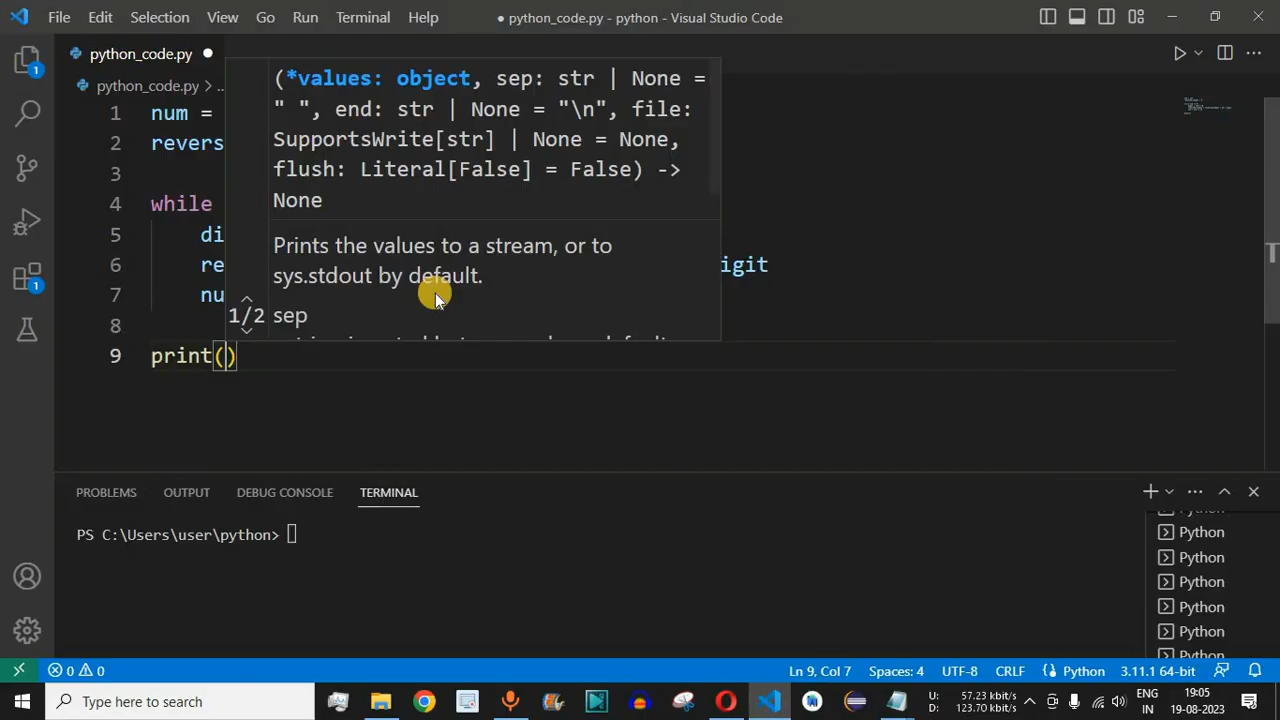 File Edit Selection View Go Run Terminal Help ● python_code.py - python - Visual Studio Code
python_code.py ●
python_code.py > ..
(*values: object, sep: str | None =
" ", end: str | None = "\n", file:
SupportsWrite[str] | None = None,
flush: Literal[False] = False) ->
None
Prints the values to a stream, or to
sys.stdout by default.
1/2 sep
1 num =
2 revers
3
4 while
5 di
6 re igit
7 nu
8
9 print()
PROBLEMS OUTPUT DEBUG CONSOLE TERMINAL
PS C:\Users\user\python>
Python
Python
Python
Python
Python
1
1
0 0 Ln 9, Col 7 Spaces: 4 UTF-8 CRLF Python 3.11.1 64-bit
Type here to search
U: 57.23 kbit/s
D: 123.70 kbit/s
ENG
IN
19:05
19-08-2023